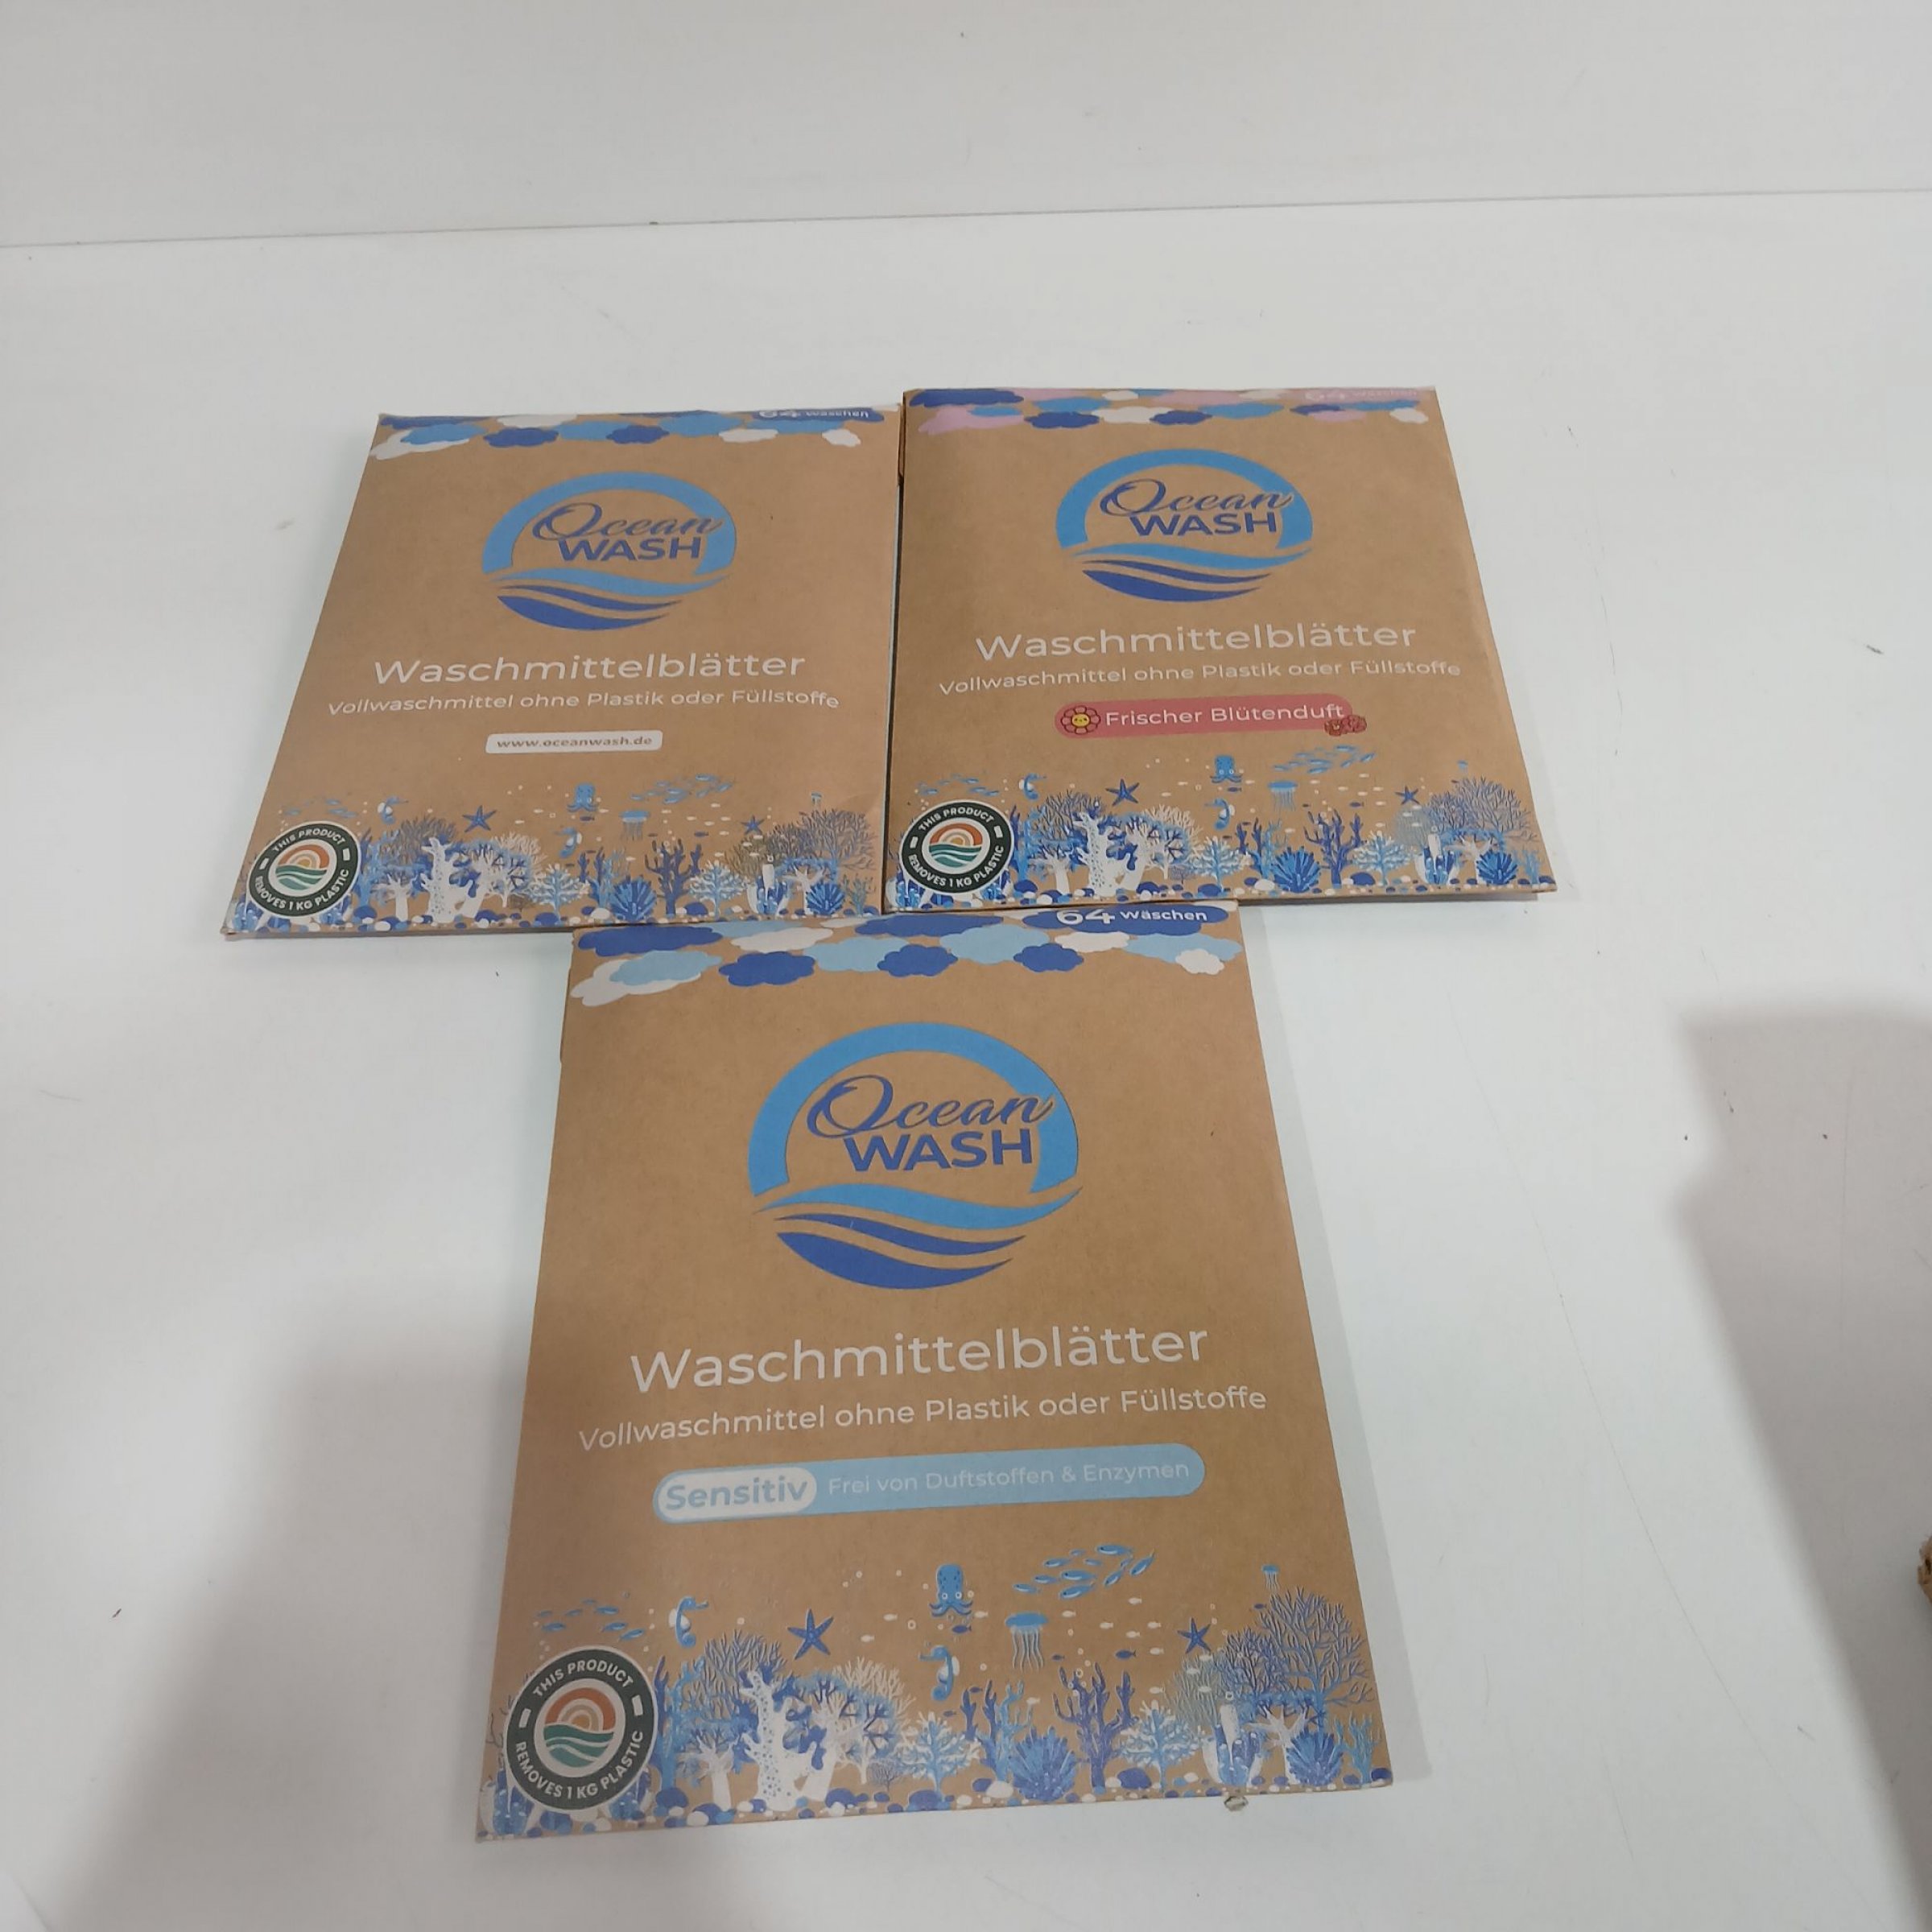 64 Wäschen
Ocean
WASH
Waschmittelblätter
Vollwaschmittel ohne Plastik oder Füllstoffe
www.oceanwash.de
THIS PRODUCT
REMOVES 1 KG PLASTIC
64 Wäschen
Ocean
WASH
Waschmittelblätter
Vollwaschmittel ohne Plastik oder Füllstoffe
Frischer Blütenduft
THIS PRODUCT
REMOVES 1 KG PLASTIC
64 Wäschen
Ocean
WASH
Waschmittelblätter
Vollwaschmittel ohne Plastik oder Füllstoffe
Sensitiv Frei von Duftstoffen & Enzymen
THIS PRODUCT
REMOVES 1 KG PLASTIC